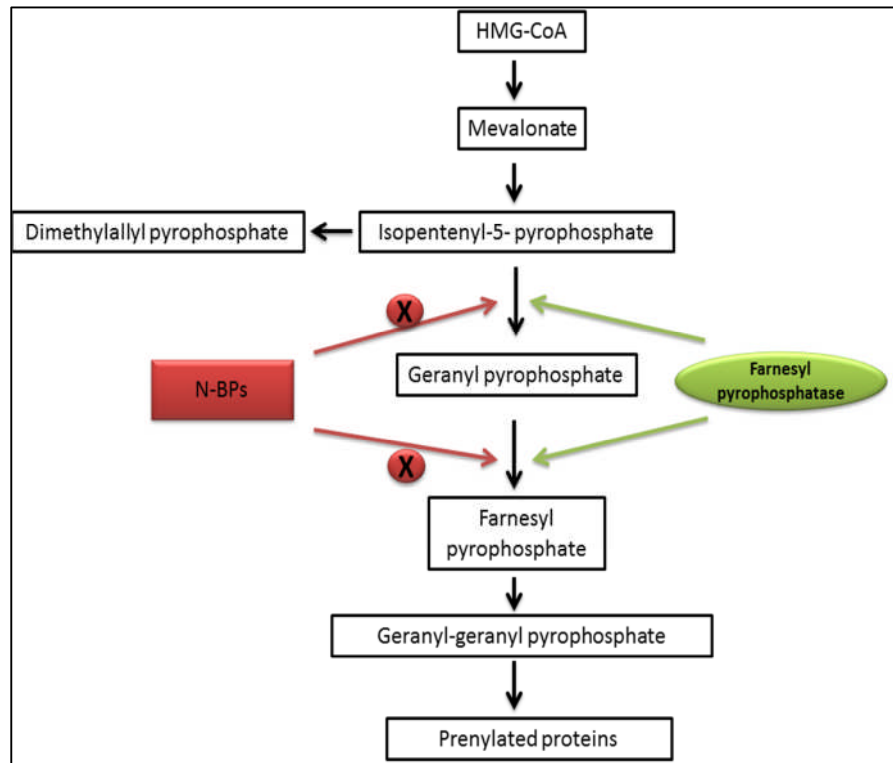 HMG-CoA
Mevalonate
Dimethylallyl pyrophosphate
Isopentenyl-5- pyrophosphate
X
N-BPs
Geranyl pyrophosphate
Farnesyl
pyrophosphatase
X
Farnesyl
pyrophosphate
Geranyl-geranyl pyrophosphate
Prenylated proteins